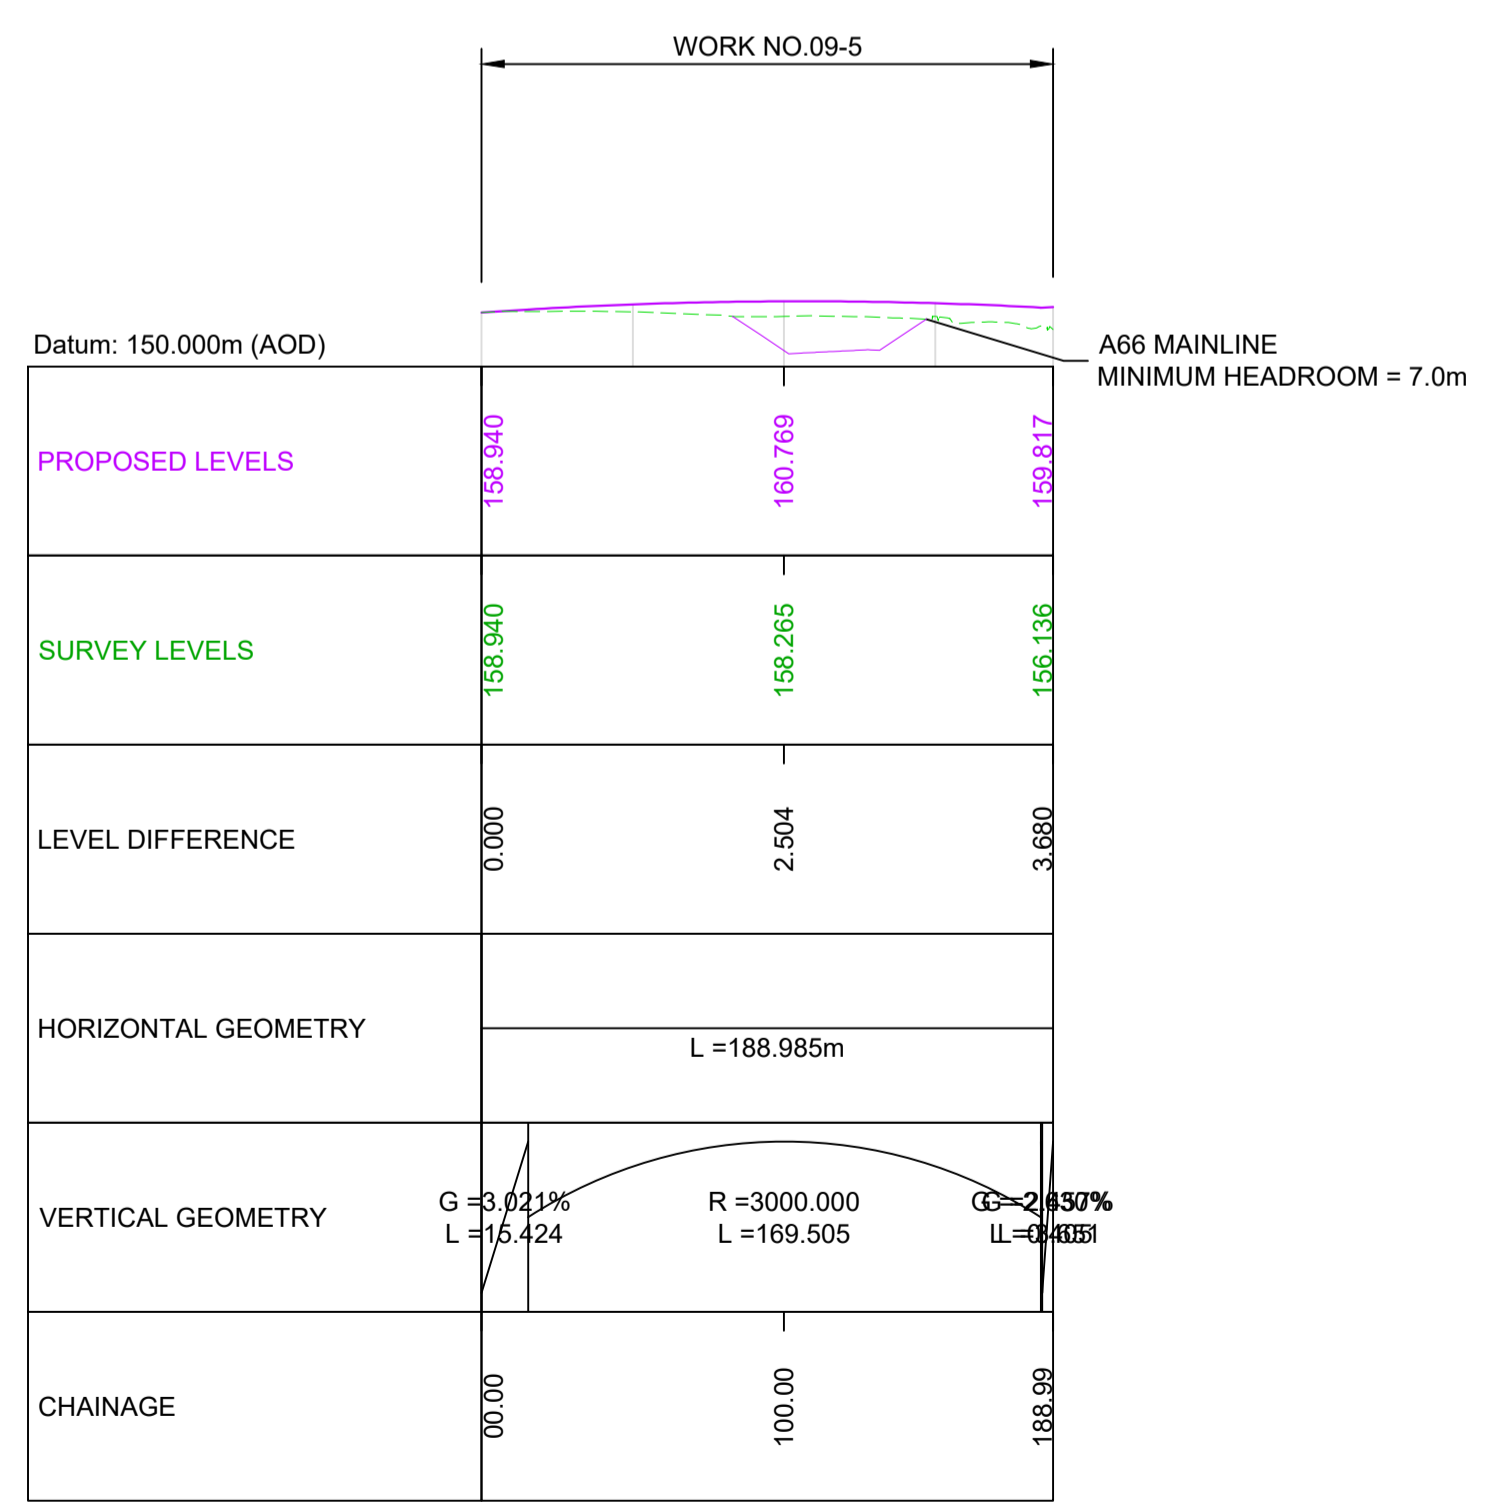 WORK NO.09-5
Datum: 150.000m (AOD)
A66 MAINLINE
MINIMUM HEADROOM = 7.0m
PROPOSED LEVELS
158.940
160.769
159.817
SURVEY LEVELS
158.940
158.265
156.136
LEVEL DIFFERENCE
0.000
2.504
3.680
HORIZONTAL GEOMETRY
L =188.985m
VERTICAL GEOMETRY
G =3.021%
L =15.424
R =3000.000
L =169.505
CHAINAGE
00.00
100.00
188.99